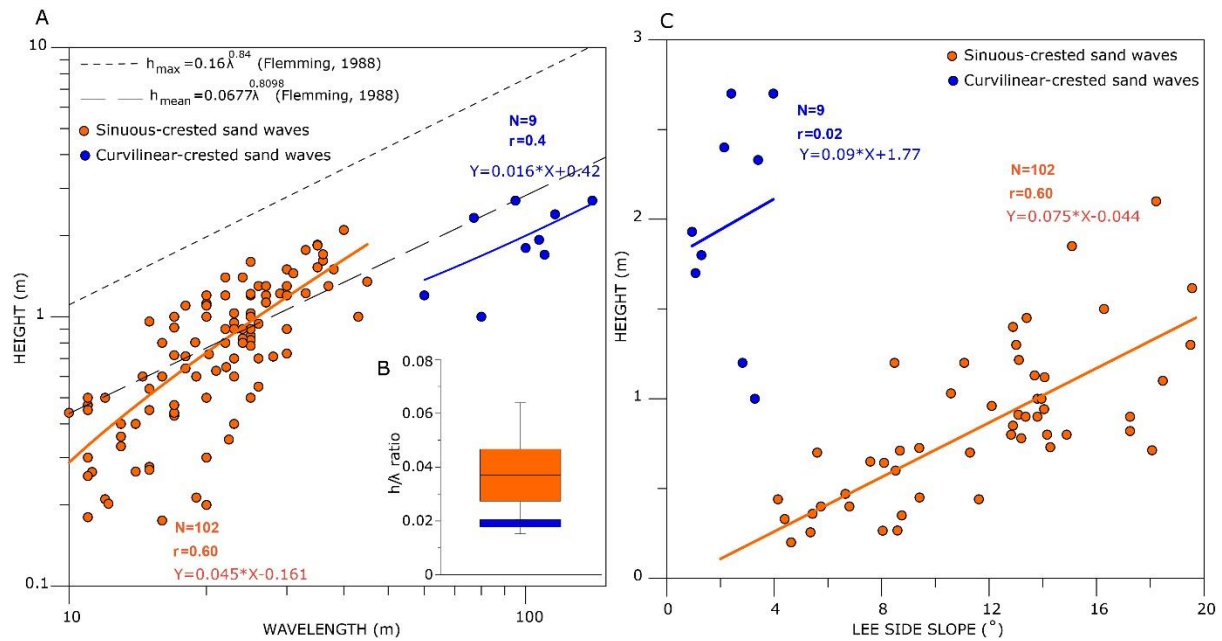 A
10
h_max=0.16λ^0.84 (Flemming, 1988)
h_mean=0.0677λ^0.8098 (Flemming, 1988)
Sinuous-crested sand waves
Curvilinear-crested sand waves
N=9
r=0.4
Y=0.016*X+0.42
HEIGHT (m)
1
B
0.08
0.06
0.04
0.02
0
h/λ ratio
N=102
r=0.60
Y=0.045*X-0.161
0.1
10
100
WAVELENGTH (m)
C
3
Sinuous-crested sand waves
Curvilinear-crested sand waves
N=9
r=0.02
Y=0.09*X+1.77
N=102
r=0.60
Y=0.075*X-0.044
2
HEIGHT (m)
1
0
0
4
8
12
16
20
LEE SIDE SLOPE (°)